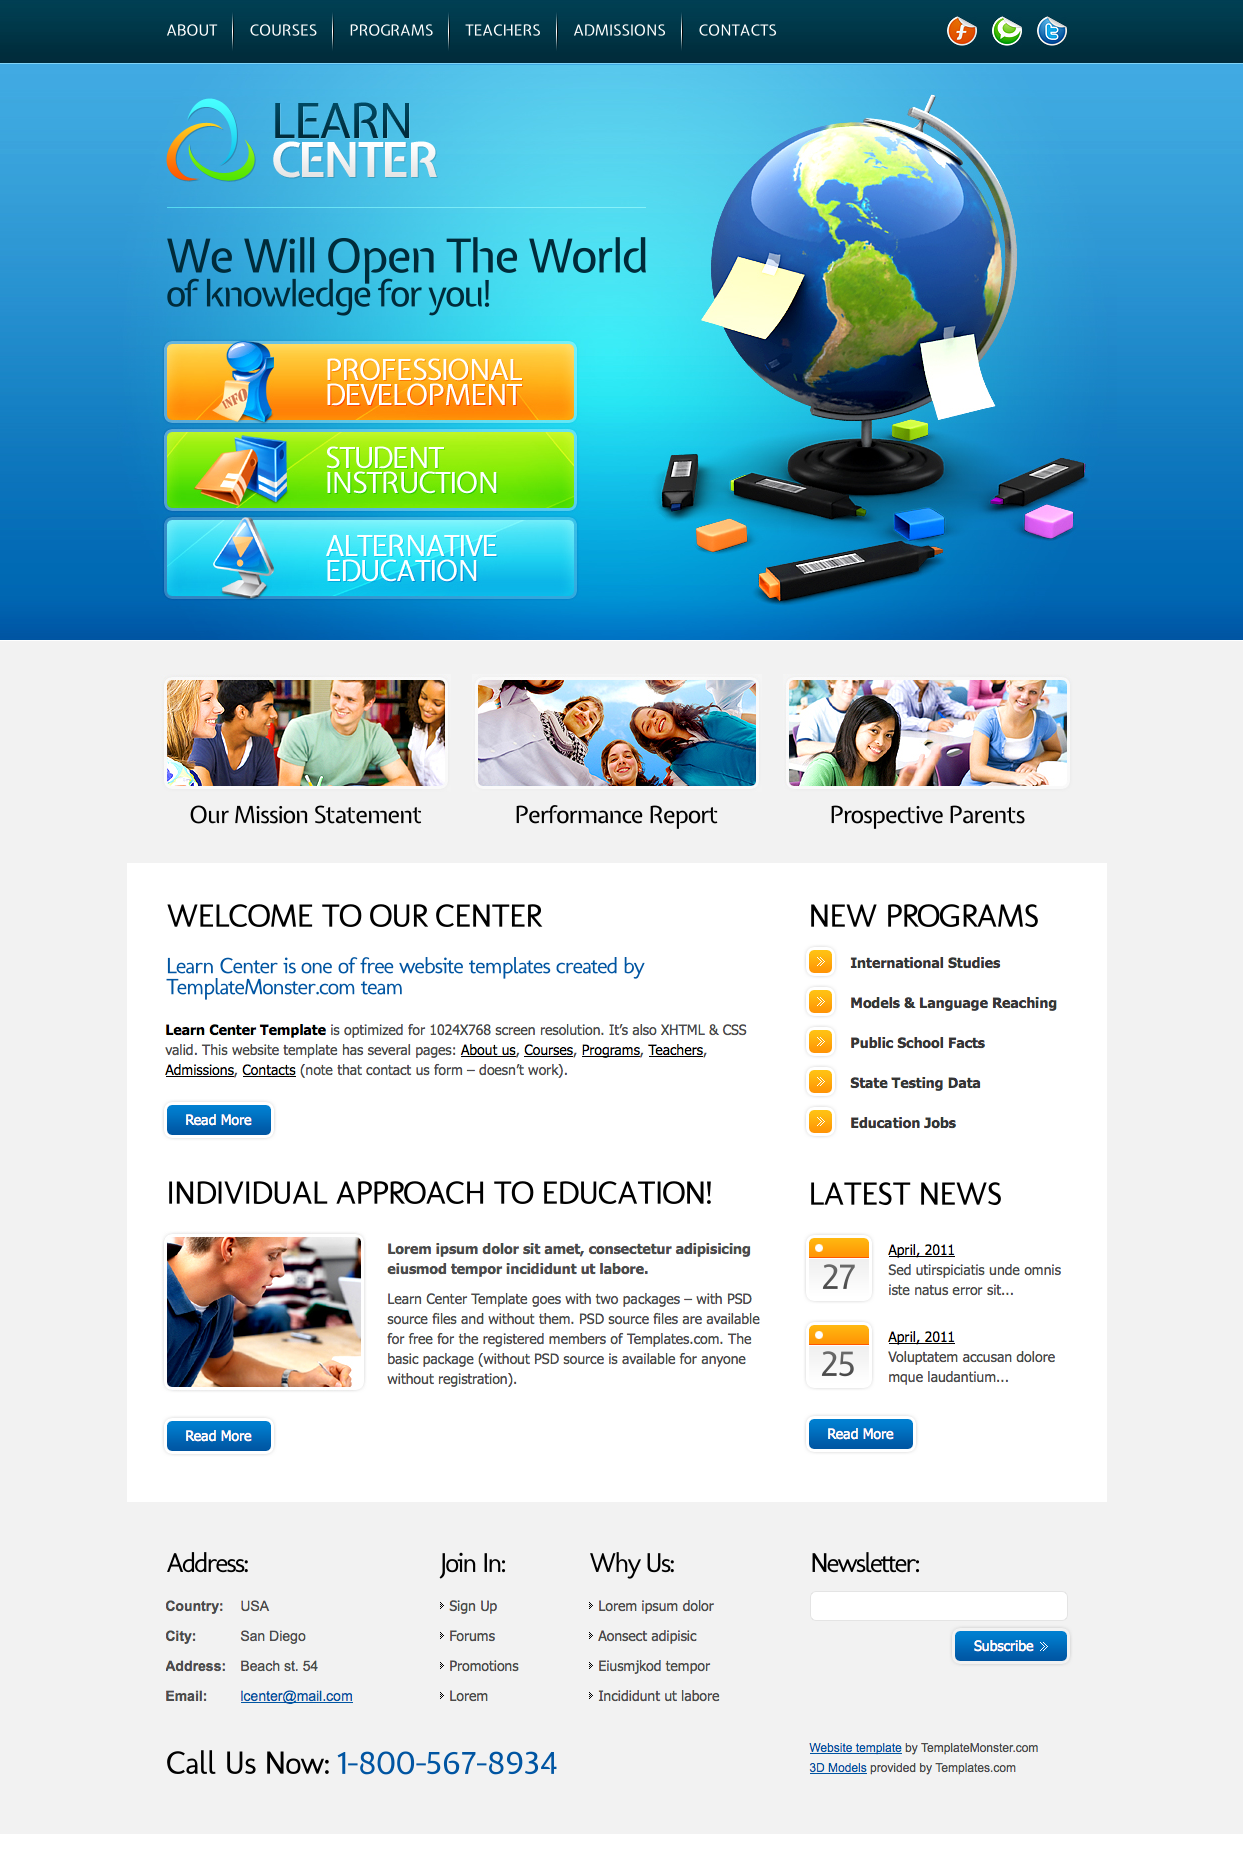 ABOUT
COURSES
PROGRAMS
TEACHERS
ADMISSIONS
CONTACTS
LEARN
CENTER
We Will Open The World
of knowledge for you!
INFO
PROFESSIONAL
DEVELOPMENT
STUDENT
INSTRUCTION
ALTERNATIVE
EDUCATION
Our Mission Statement
Performance Report
Prospective Parents
WELCOME TO OUR CENTER
Learn Center is one of free website templates created by
TemplateMonster.com team
Learn Center Template is optimized for 1024X768 screen resolution. It's also XHTML & CSS
valid. This website template has several pages: About us, Courses, Programs, Teachers,
Admissions, Contacts (note that contact us form – doesn't work).
Read More
NEW PROGRAMS
International Studies
Models & Language Reaching
Public School Facts
State Testing Data
Education Jobs
INDIVIDUAL APPROACH TO EDUCATION!
Lorem ipsum dolor sit amet, consectetur adipisicing
eiusmod tempor incididunt ut labore.
Learn Center Template goes with two packages – with PSD
source files and without them. PSD source files are available
for free for the registered members of Templates.com. The
basic package (without PSD source is available for anyone
without registration).
Read More
LATEST NEWS
27
April, 2011
Sed utirspiciatis unde omnis
iste natus error sit...
25
April, 2011
Voluptatem accusan dolore
mque laudantium...
Read More
Address:
Country: USA
City: San Diego
Address: Beach st. 54
Email: lcenter@mail.com
Join In:
Sign Up
Forums
Promotions
Lorem
Why Us:
Lorem ipsum dolor
Aonsect adipisic
Eiusmjkod tempor
Incididunt ut labore
Newsletter:
Subscribe
Call Us Now: 1-800-567-8934
Website template by TemplateMonster.com
3D Models provided by Templates.com